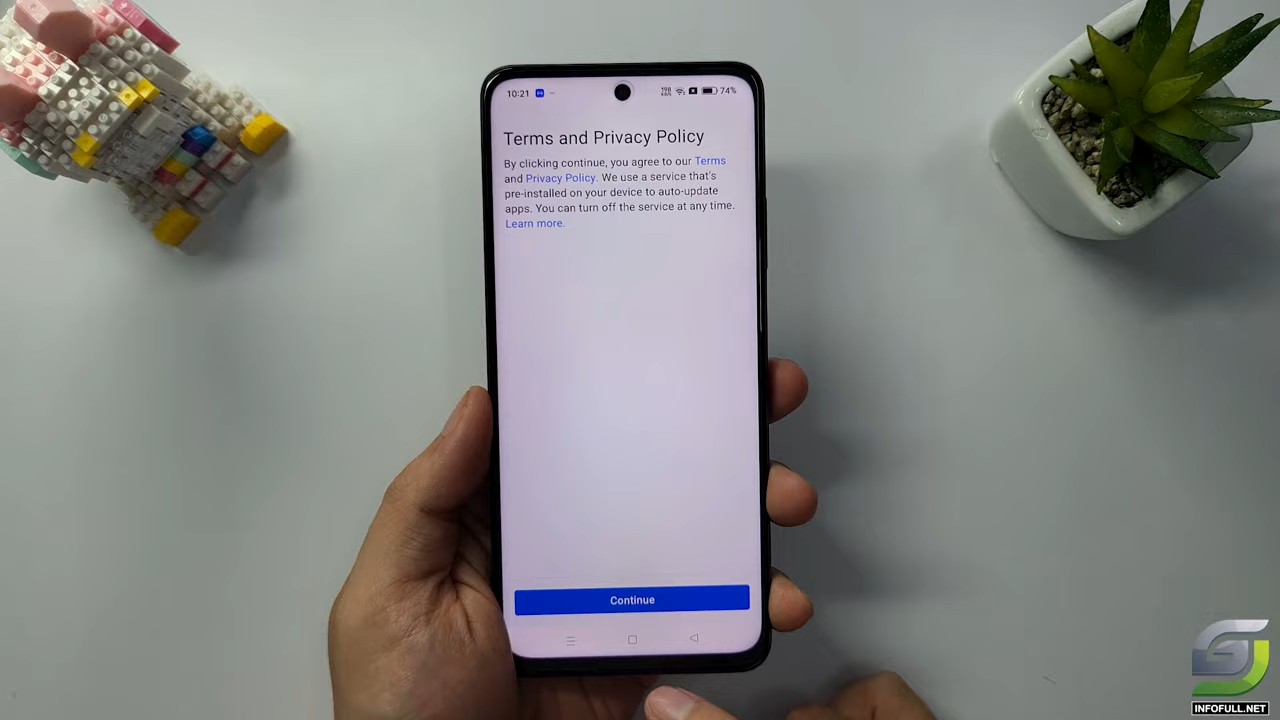 10:21
74%
Terms and Privacy Policy
By clicking continue, you agree to our Terms
and Privacy Policy. We use a service that's
pre-installed on your device to auto-update
apps. You can turn off the service at any time.
Learn more.
Continue
INFOFULL.NET